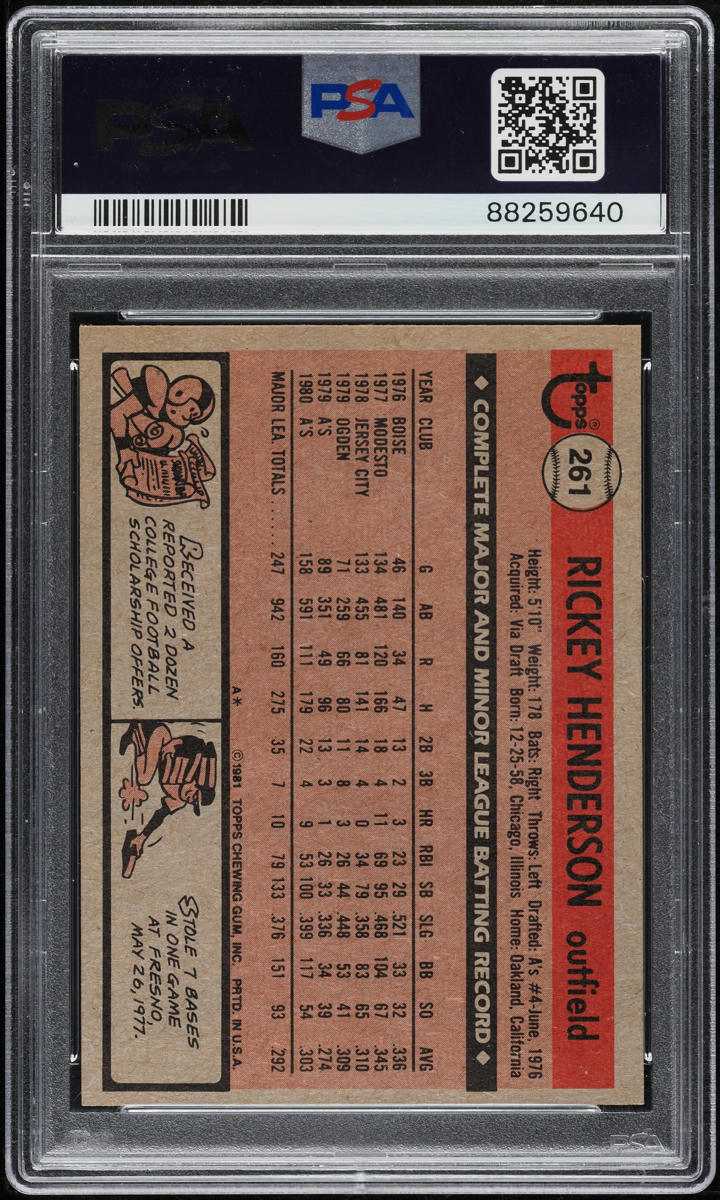 PSA
PSA
88259640
topps®
261
RICKEY HENDERSON outfield
Height: 5'10" Weight: 178 Bats: Right Throws: Left Drafted: A's #4-June, 1976
Acquired: Via Draft Born: 12-25-58, Chicago, Illinois Home: Oakland, California
◆ COMPLETE MAJOR AND MINOR LEAGUE BATTING RECORD ◆
YEAR CLUB G AB R H 2B 3B HR RBI SB SLG BB SO AVG
1976 BOISE 46 140 34 47 13 2 3 23 29 .521 33 32 .336
1977 MODESTO 134 481 120 166 18 4 11 69 95 .468 104 67 .345
1978 JERSEY CITY 133 455 81 141 14 4 0 34 79 .358 83 65 .310
1979 OGDEN 71 259 66 80 11 8 3 26 44 .448 53 41 .309
1979 A'S 89 351 49 96 13 3 1 26 33 .336 34 39 .274
1980 A'S 158 591 111 179 22 4 9 53 100 .399 117 54 .303
MAJOR LEA. TOTALS . . . . . . 247 942 160 275 35 7 10 79 133 .376 151 93 .292
A* ©1981 TOPPS CHEWING GUM, INC. PRTD. IN U.S.A.
RECEIVED A
REPORTED 2 DOZEN
COLLEGE FOOTBALL
SCHOLARSHIP OFFERS.
STOLE 7 BASES
IN ONE GAME
AT FRESNO,
MAY 26, 1977.
PSA